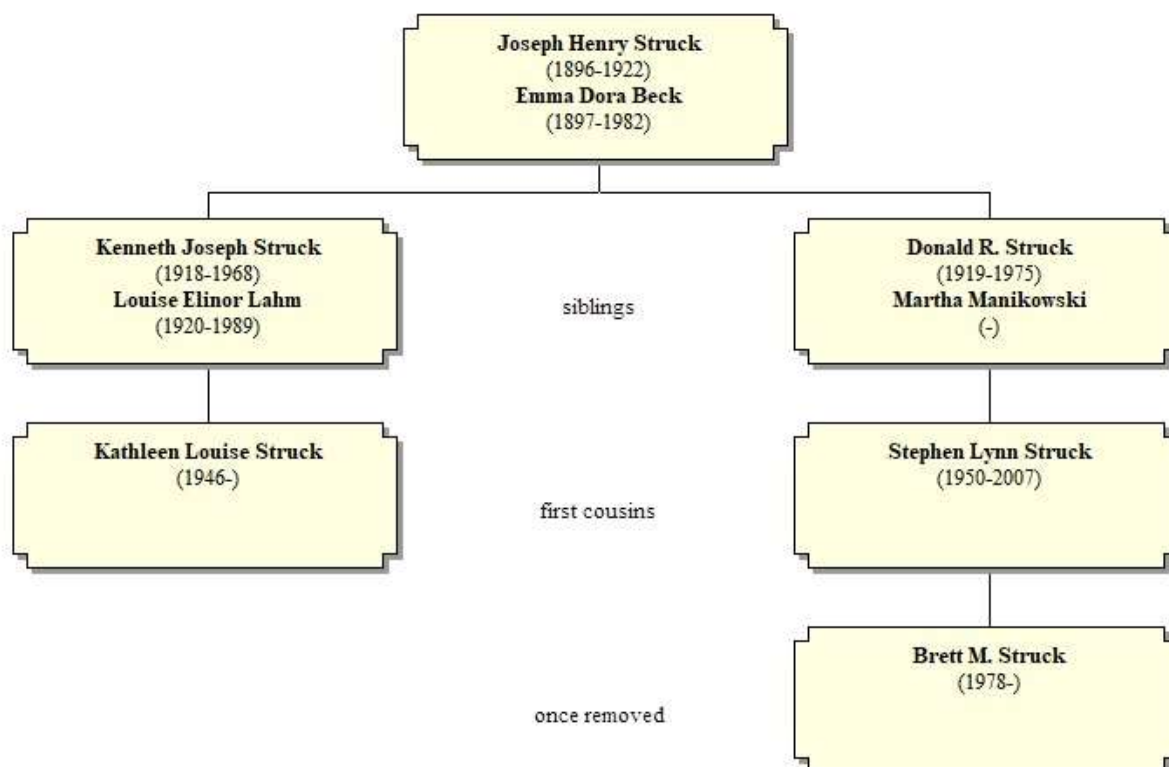 Joseph Henry Struck
(1896-1922)
Emma Dora Beck
(1897-1982)
Kenneth Joseph Struck
(1918-1968)
Louise Elinor Lahm
(1920-1989)
siblings
Donald R. Struck
(1919-1975)
Martha Manikowski
(-)
Kathleen Louise Struck
(1946-)
first cousins
Stephen Lynn Struck
(1950-2007)
once removed
Brett M. Struck
(1978-)